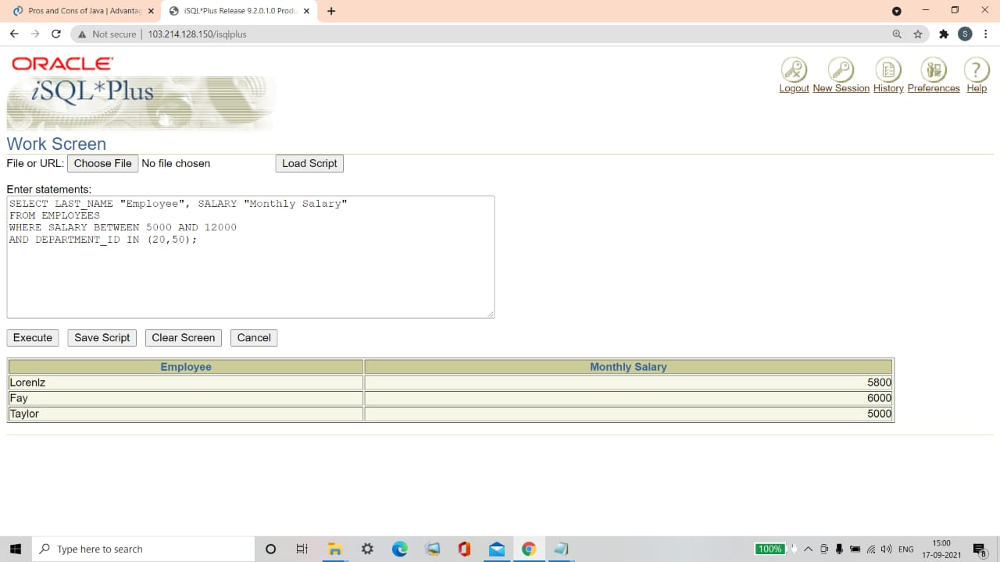 Pros and Cons of Java | Advantag
iSQL*Plus Release 9.2.0.1.0 Produ
Not secure | 103.214.128.150/isqlplus
S
ORACLE
iSQL*Plus
Logout New Session History Preferences Help
Work Screen
File or URL: Choose File No file chosen Load Script
Enter statements:
SELECT LAST_NAME "Employee", SALARY "Monthly Salary"
FROM EMPLOYEES
WHERE SALARY BETWEEN 5000 AND 12000
AND DEPARTMENT_ID IN (20,50);
Execute Save Script Clear Screen Cancel
Employee Monthly Salary
Lorenlz 5800
Fay 6000
Taylor 5000
Type here to search
100%
ENG
15:00
17-09-2021
8